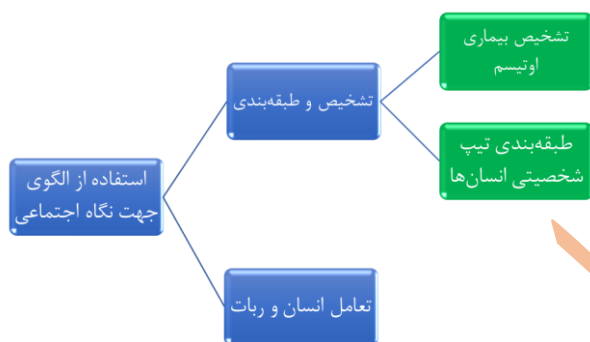 تشخیص بیماری
اوتیسم
تشخیص و طبقه‌بندی
طبقه‌بندی تیپ
شخصیتی انسان‌ها
استفاده از الگوی
جهت نگاه اجتماعی
تعامل انسان و ربات